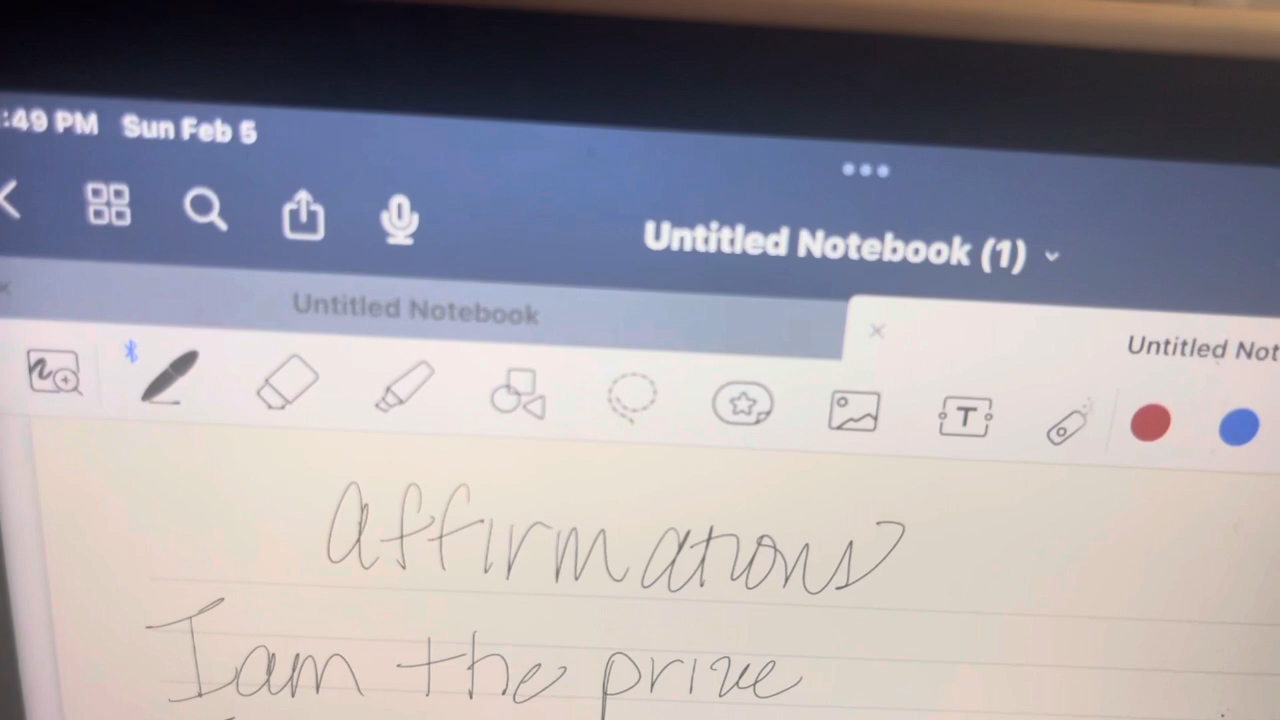 :49 PM Sun Feb 5
Untitled Notebook (1)
Untitled Notebook
Untitled Not
T
affirmations
I am the prize